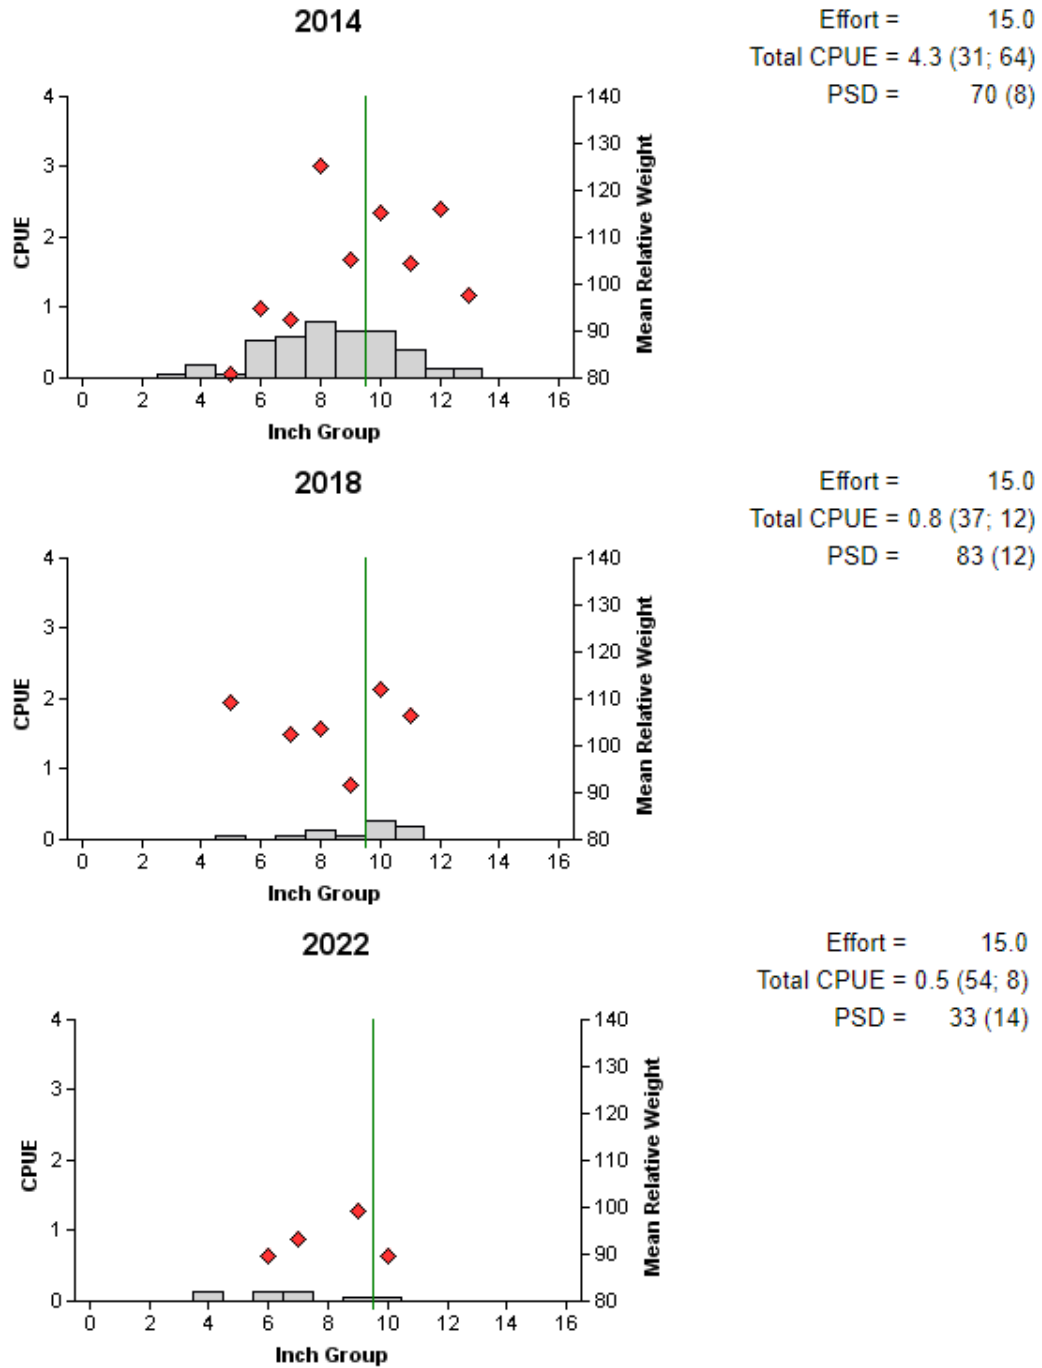 2014
Effort = 15.0
Total CPUE = 4.3 (31; 64)
PSD = 70 (8)
4
3
2
1
0
CPUE
140
130
120
110
100
90
80
Mean Relative Weight
0 2 4 6 8 10 12 14 16
Inch Group
2018
Effort = 15.0
Total CPUE = 0.8 (37; 12)
PSD = 83 (12)
4
3
2
1
0
CPUE
140
130
120
110
100
90
80
Mean Relative Weight
0 2 4 6 8 10 12 14 16
Inch Group
2022
Effort = 15.0
Total CPUE = 0.5 (54; 8)
PSD = 33 (14)
4
3
2
1
0
CPUE
140
130
120
110
100
90
80
Mean Relative Weight
0 2 4 6 8 10 12 14 16
Inch Group